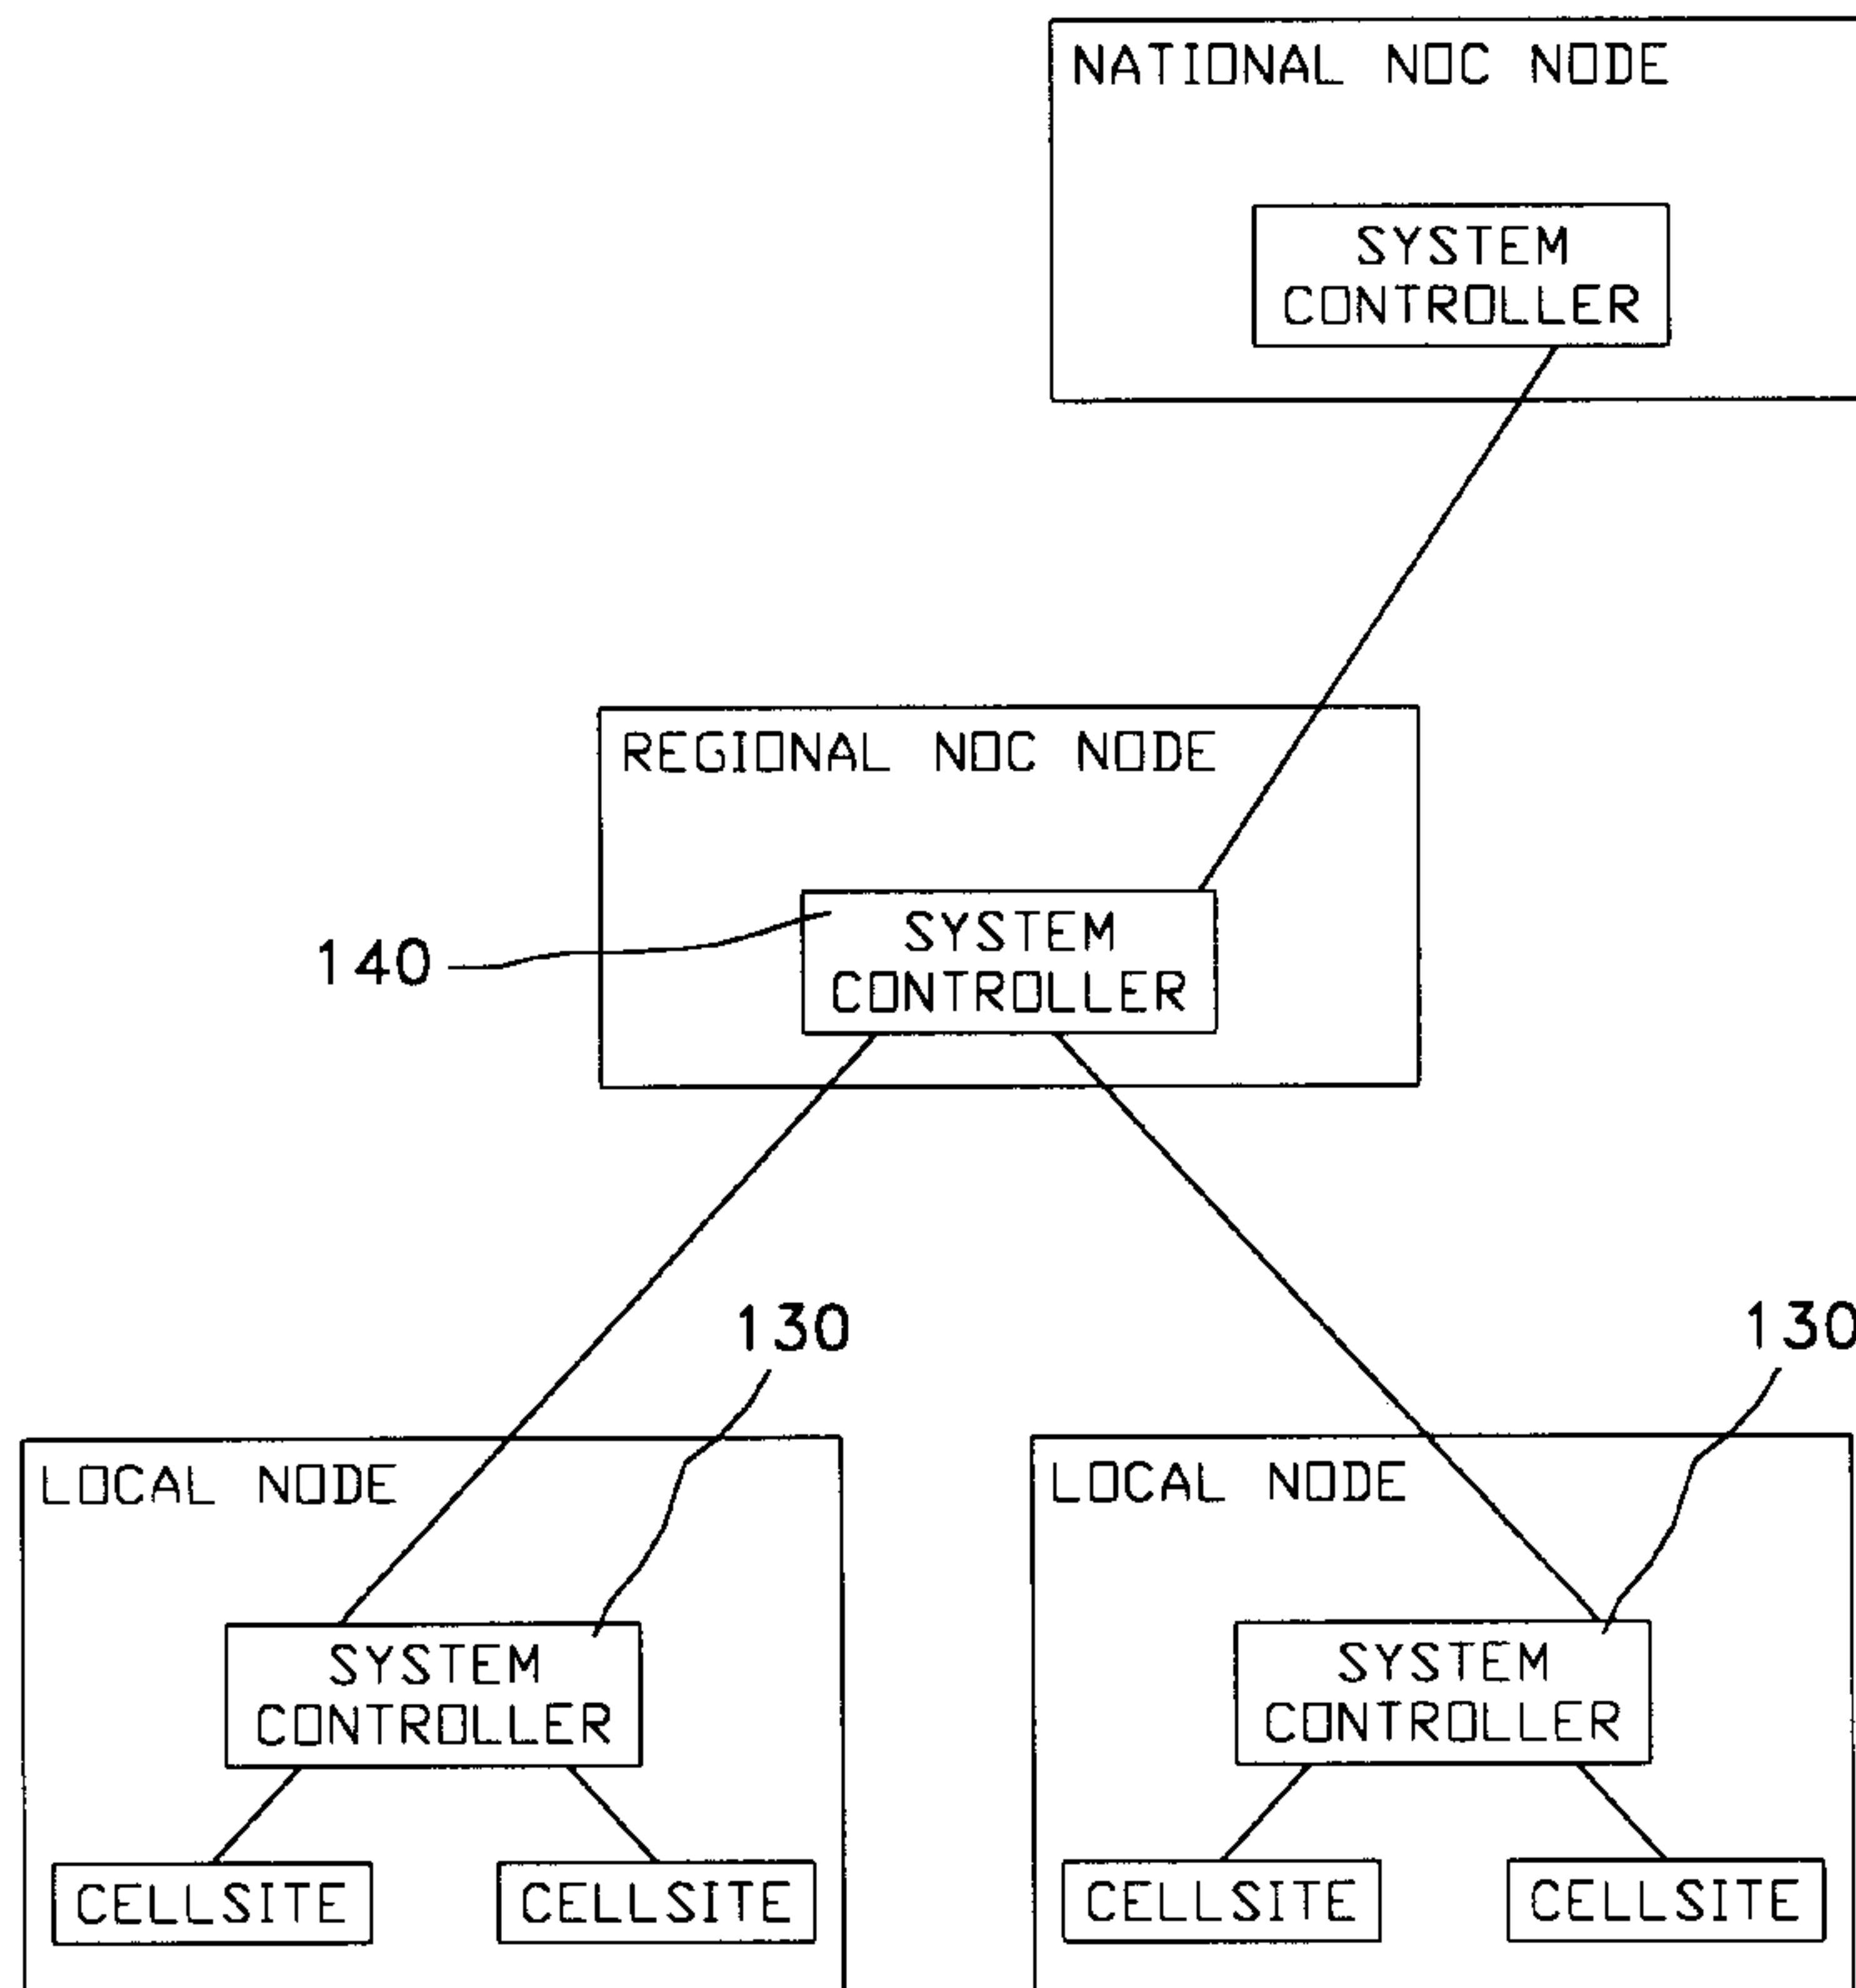 NATIONAL NOC NODE
SYSTEM
CONTROLLER
REGIONAL NOC NODE
140
SYSTEM
CONTROLLER
130
130
LOCAL NODE
SYSTEM
CONTROLLER
CELLSITE
CELLSITE
LOCAL NODE
SYSTEM
CONTROLLER
CELLSITE
CELLSITE